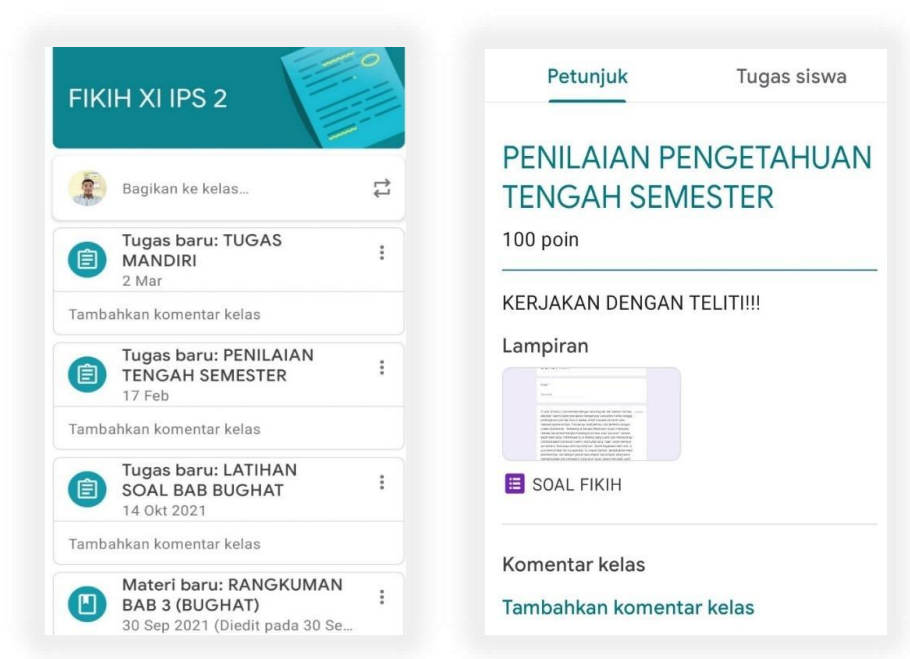 FIKIH XI IPS 2
Bagikan ke kelas...
Tugas baru: TUGAS
MANDIRI
2 Mar
Tambahkan komentar kelas
Tugas baru: PENILAIAN
TENGAH SEMESTER
17 Feb
Tambahkan komentar kelas
Tugas baru: LATIHAN
SOAL BAB BUGHAT
14 Okt 2021
Tambahkan komentar kelas
Materi baru: RANGKUMAN
BAB 3 (BUGHAT)
30 Sep 2021 (Diedit pada 30 Se...
Petunjuk
Tugas siswa
PENILAIAN PENGETAHUAN
TENGAH SEMESTER
100 poin
KERJAKAN DENGAN TELITI!!!
Lampiran
SOAL FIKIH
Komentar kelas
Tambahkan komentar kelas